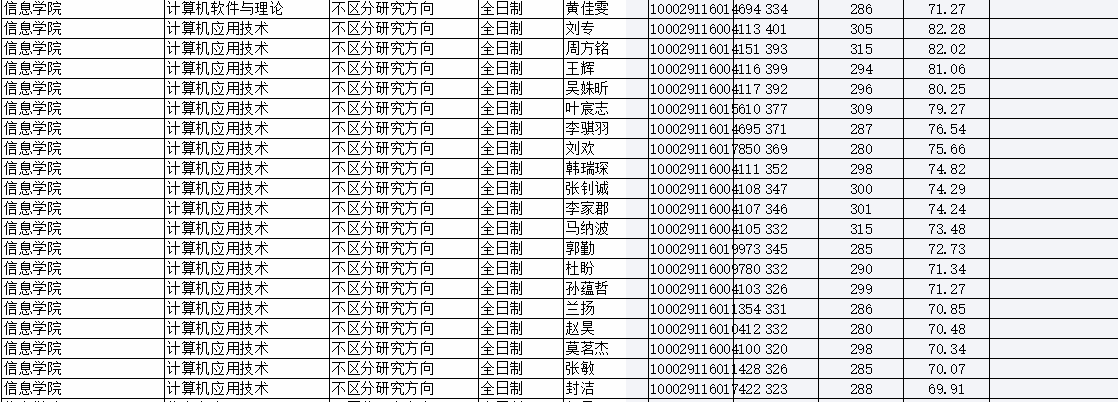 信息学院 计算机软件与理论 不区分研究方向 全日制 黄佳雯 100029116014694 334 286 71.27
信息学院 计算机应用技术 不区分研究方向 全日制 刘专 100029116004113 401 305 82.28
信息学院 计算机应用技术 不区分研究方向 全日制 周方铭 100029116014151 393 315 82.02
信息学院 计算机应用技术 不区分研究方向 全日制 王辉 100029116004116 399 294 81.06
信息学院 计算机应用技术 不区分研究方向 全日制 吴姝昕 100029116004117 392 296 80.25
信息学院 计算机应用技术 不区分研究方向 全日制 叶宸志 100029116015610 377 309 79.27
信息学院 计算机应用技术 不区分研究方向 全日制 李骐羽 100029116014695 371 287 76.54
信息学院 计算机应用技术 不区分研究方向 全日制 刘欢 100029116017850 369 280 75.66
信息学院 计算机应用技术 不区分研究方向 全日制 韩瑞琛 100029116004111 352 298 74.82
信息学院 计算机应用技术 不区分研究方向 全日制 张钊诚 100029116004108 347 300 74.29
信息学院 计算机应用技术 不区分研究方向 全日制 李家郡 100029116004107 346 301 74.24
信息学院 计算机应用技术 不区分研究方向 全日制 马纳波 100029116004105 332 315 73.48
信息学院 计算机应用技术 不区分研究方向 全日制 郭勤 100029116019973 345 285 72.73
信息学院 计算机应用技术 不区分研究方向 全日制 杜盼 100029116009780 332 290 71.34
信息学院 计算机应用技术 不区分研究方向 全日制 孙蕴哲 100029116004103 326 299 71.27
信息学院 计算机应用技术 不区分研究方向 全日制 兰扬 100029116011354 331 286 70.85
信息学院 计算机应用技术 不区分研究方向 全日制 赵昊 100029116010412 332 280 70.48
信息学院 计算机应用技术 不区分研究方向 全日制 莫茗杰 100029116004100 320 298 70.34
信息学院 计算机应用技术 不区分研究方向 全日制 张敏 100029116011428 326 285 70.07
信息学院 计算机应用技术 不区分研究方向 全日制 封洁 100029116017422 323 288 69.91